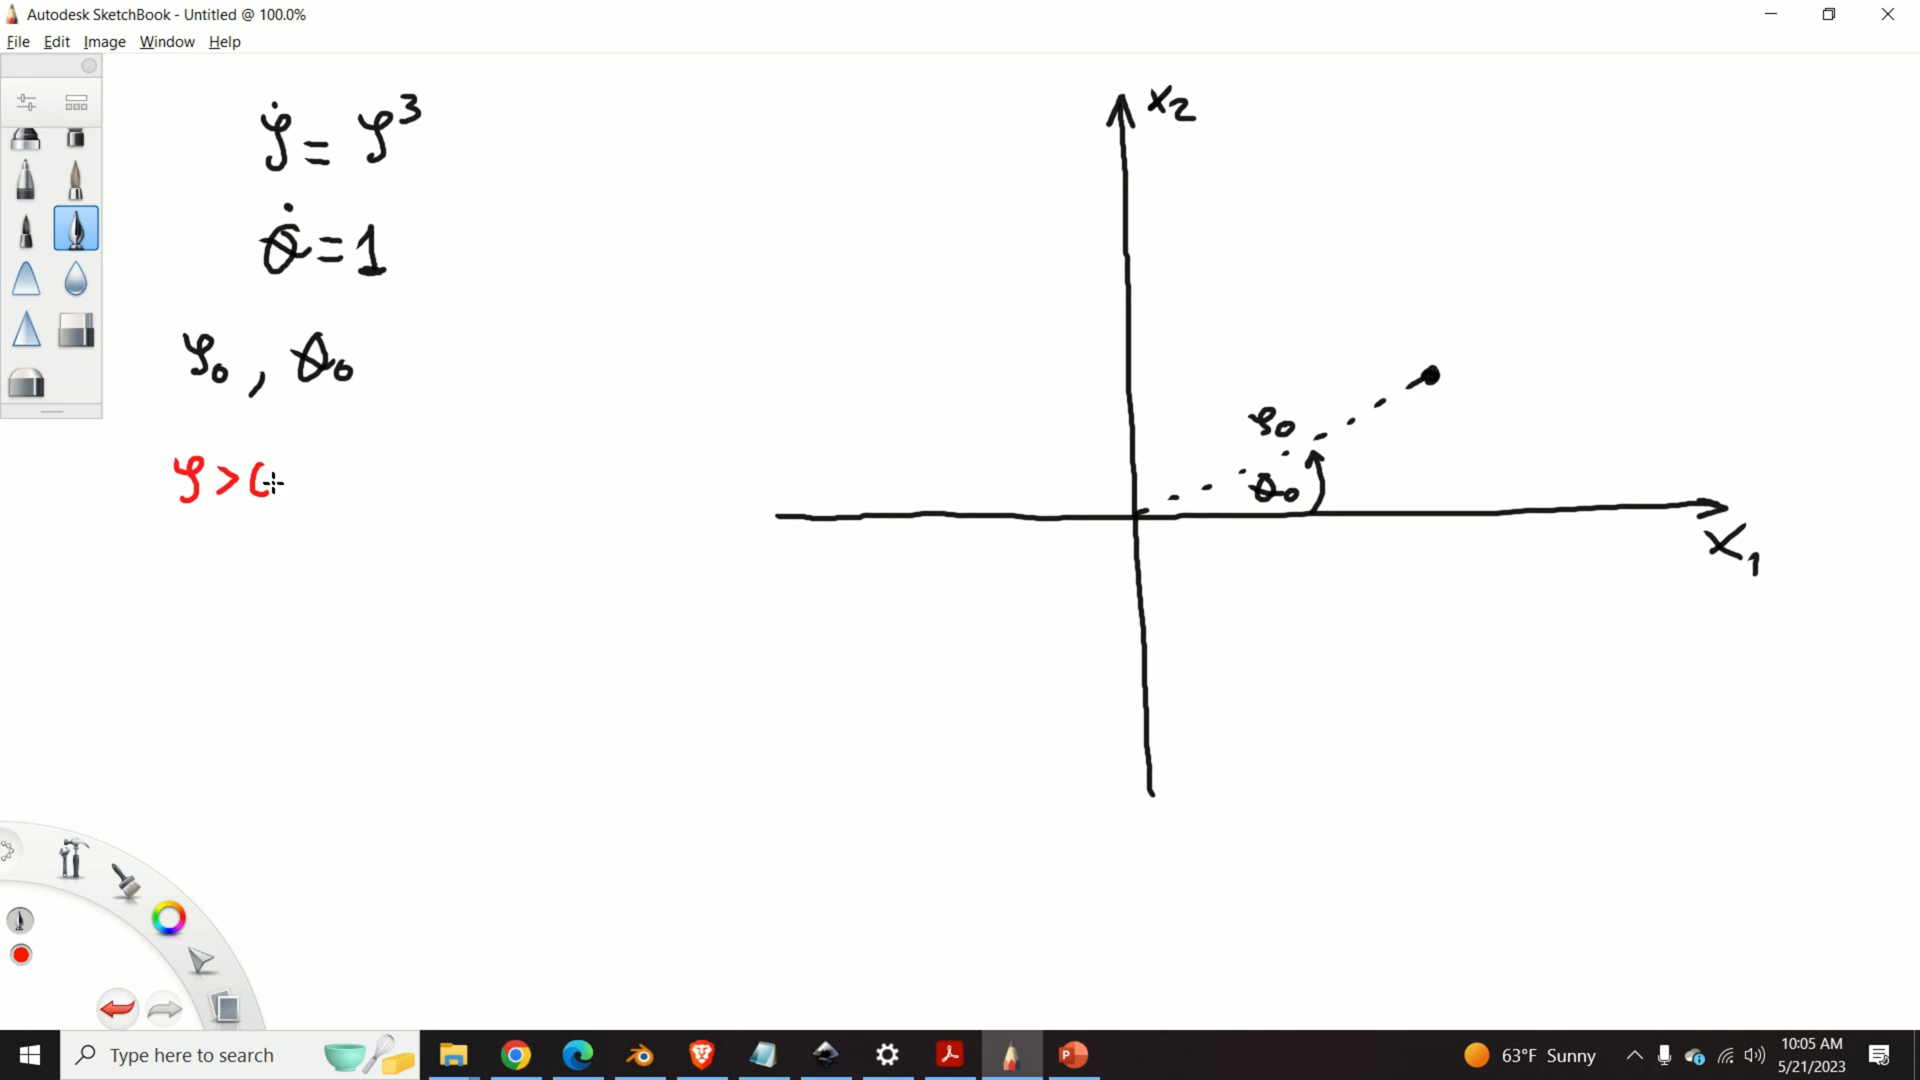 Autodesk SketchBook - Untitled @ 100.0%
File Edit Image Window Help
ρ̇ = ρ³
θ̇ = 1
ρ₀ , θ₀
ρ >
x₂
ρ₀
θ₀
x₁
Type here to search
63°F Sunny
10:05 AM
5/21/2023